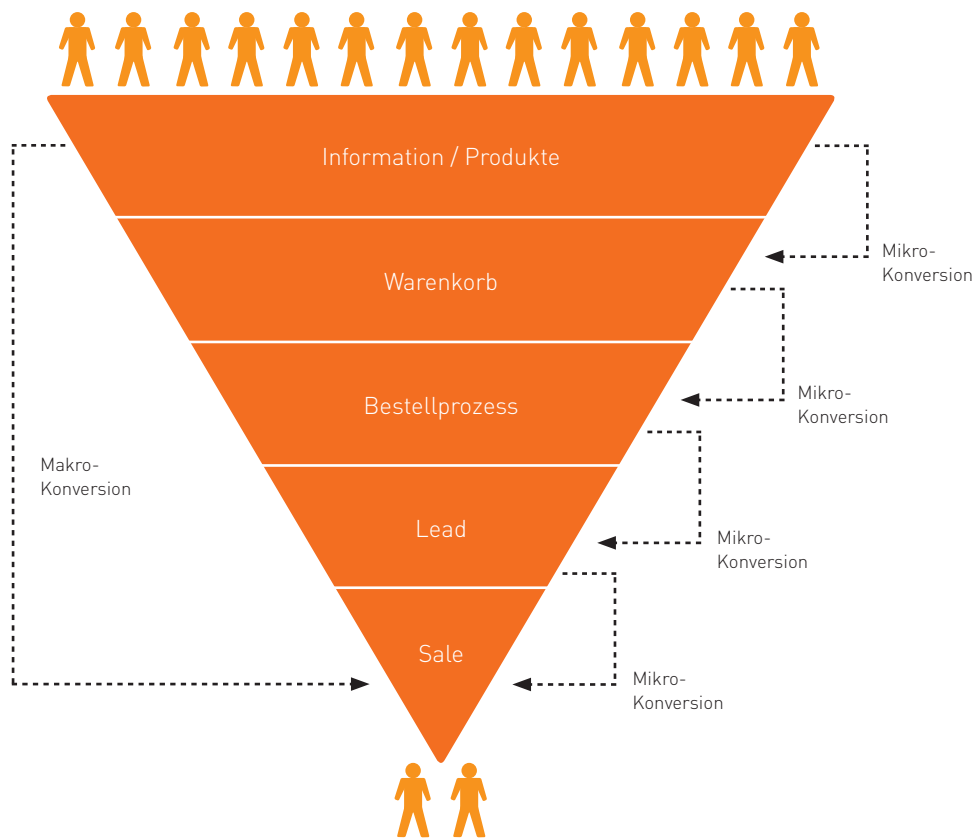 Information / Produkte
Mikro-
Konversion
Warenkorb
Mikro-
Konversion
Bestellprozess
Makro-
Konversion
Lead
Mikro-
Konversion
Sale
Mikro-
Konversion